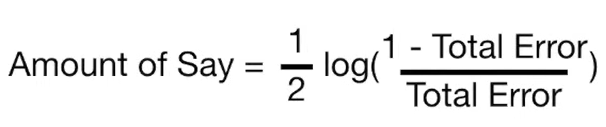 Amount of Say = 1/2 log(1 - Total Error / Total Error)